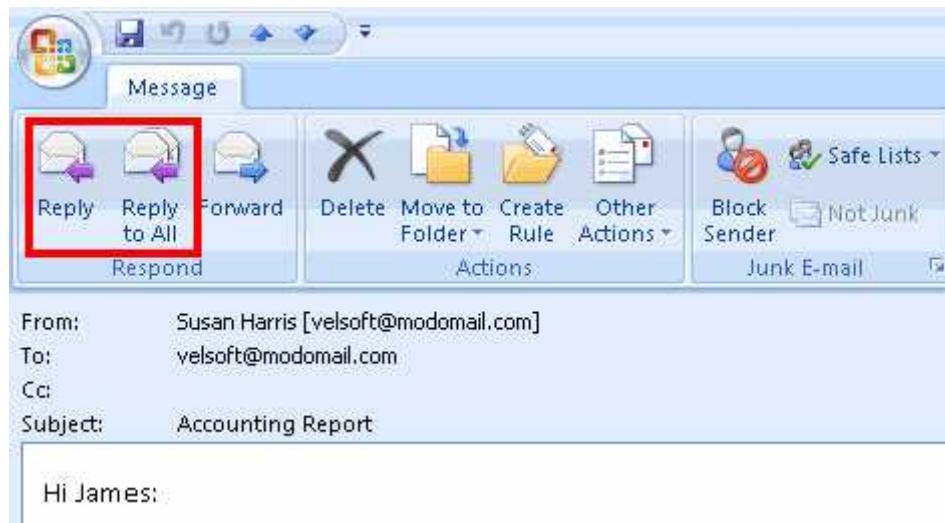 Message
Reply Reply to All Forward Delete Move to Folder Create Rule Other Actions Block Sender Safe Lists Not Junk
Respond Actions Junk E-mail
From: Susan Harris [velsoft@modomail.com]
To: velsoft@modomail.com
Cc:
Subject: Accounting Report
Hi James: